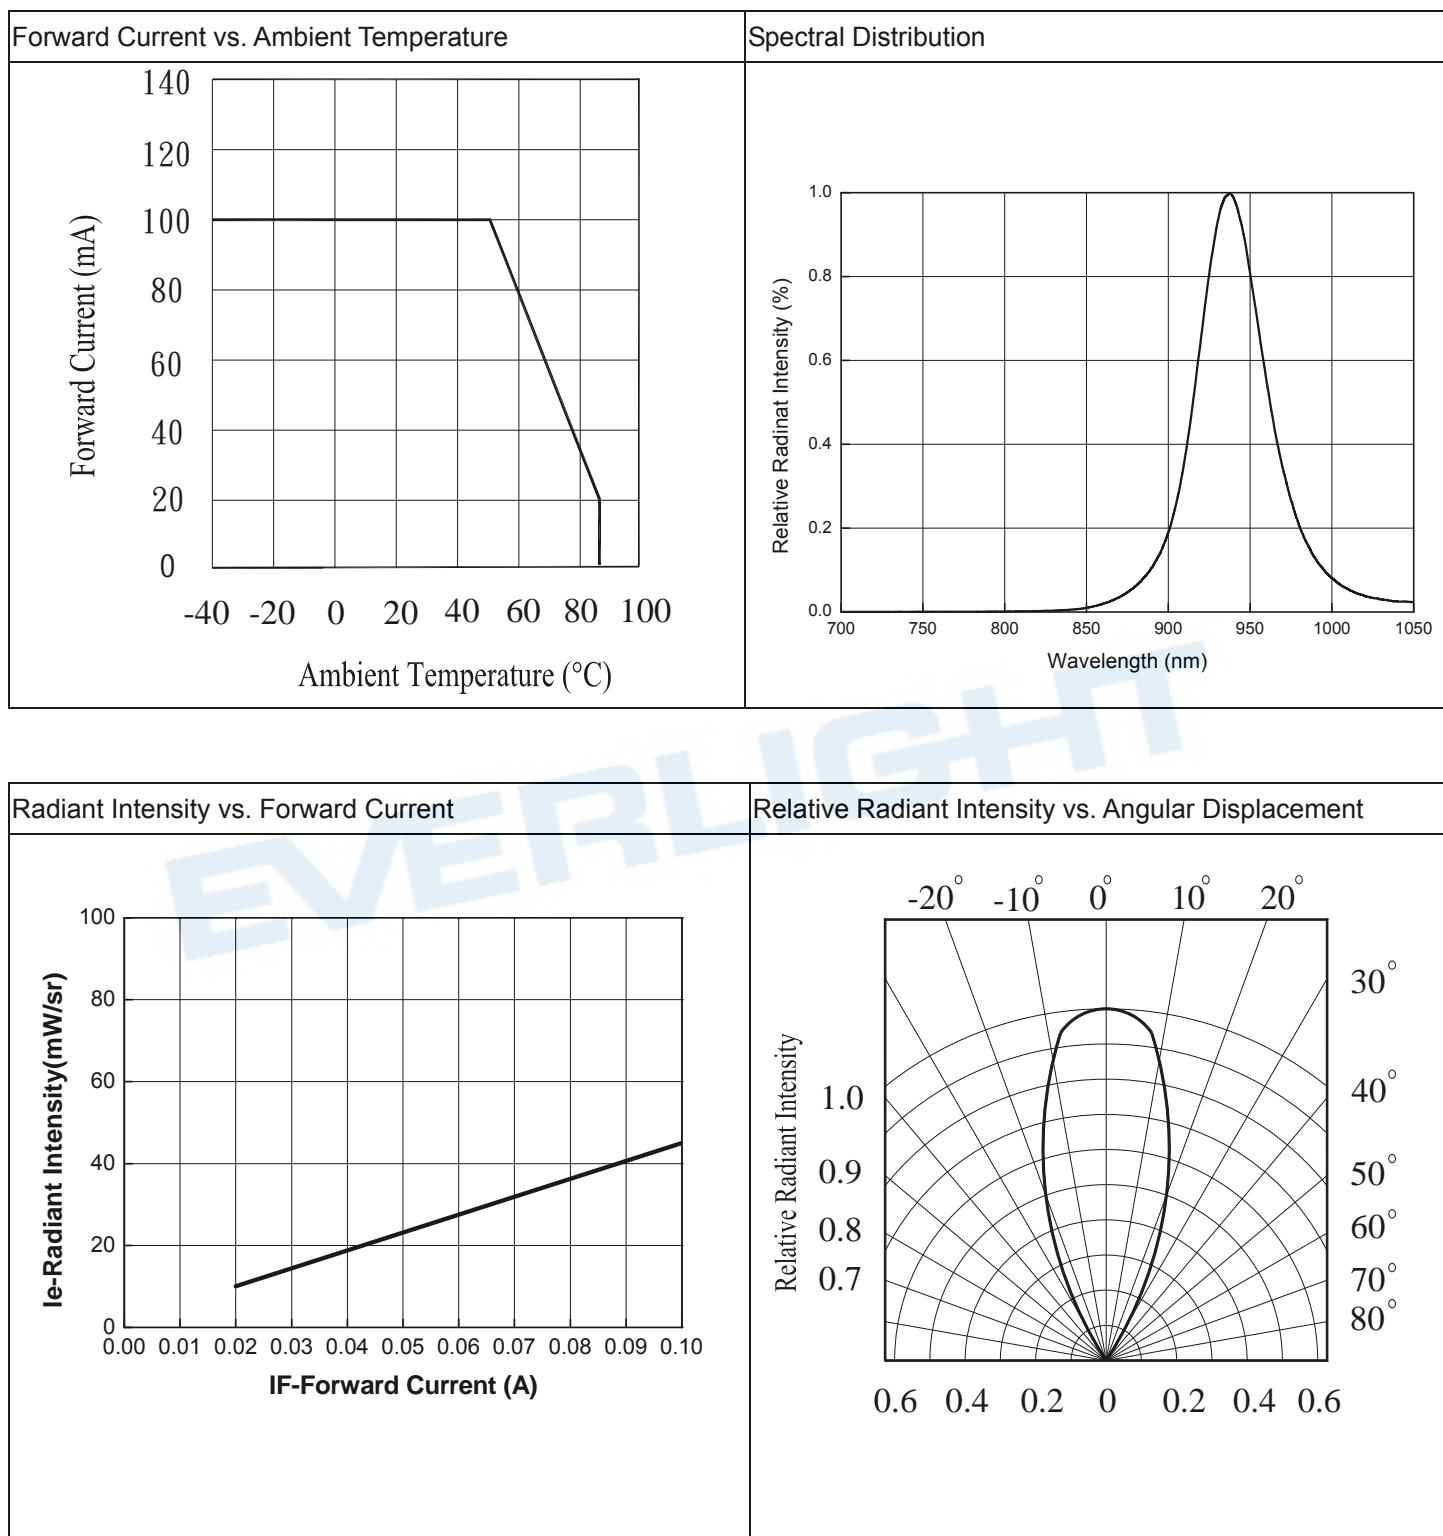 Forward Current vs. Ambient Temperature
Spectral Distribution
140
120
100
80
60
40
20
0
Forward Current (mA)
-40 -20 0 20 40 60 80 100
Ambient Temperature (°C)
1.0
0.8
0.6
0.4
0.2
0.0
Relative Radinat Intensity (%)
700 750 800 850 900 950 1000 1050
Wavelength (nm)
EVERLIGHT
Radiant Intensity vs. Forward Current
Relative Radiant Intensity vs. Angular Displacement
100
80
60
40
20
0
Ie-Radiant Intensity(mW/sr)
0.00 0.01 0.02 0.03 0.04 0.05 0.06 0.07 0.08 0.09 0.10
IF-Forward Current (A)
-20° -10° 0° 10° 20°
30°
40°
50°
60°
70°
80°
Relative Radiant Intensity
1.0
0.9
0.8
0.7
0.6 0.4 0.2 0 0.2 0.4 0.6